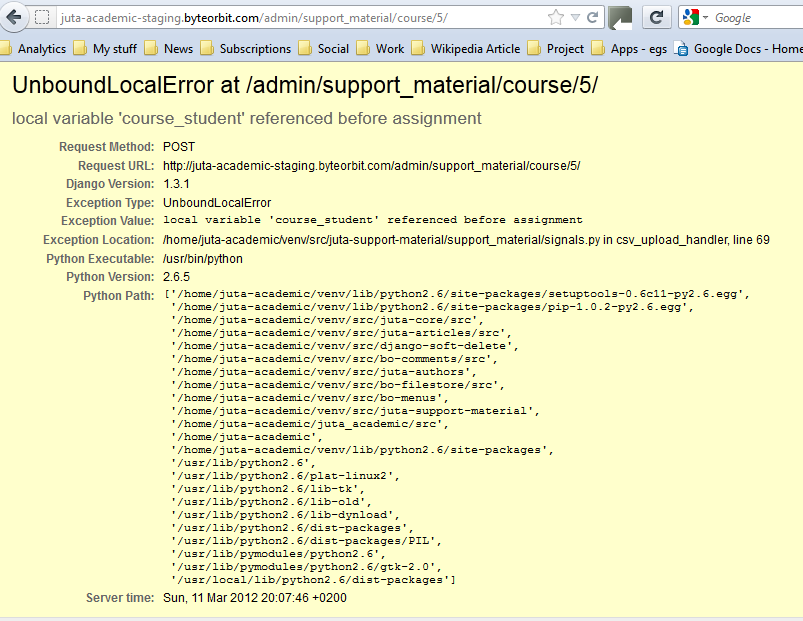 juta-academic-staging.byteorbit.com/admin/support_material/course/5/
Google
Analytics My stuff News Subscriptions Social Work Wikipedia Article Project Apps - egs Google Docs - Home
UnboundLocalError at /admin/support_material/course/5/
local variable 'course_student' referenced before assignment
Request Method: POST
Request URL: http://juta-academic-staging.byteorbit.com/admin/support_material/course/5/
Django Version: 1.3.1
Exception Type: UnboundLocalError
Exception Value: local variable 'course_student' referenced before assignment
Exception Location: /home/juta-academic/venv/src/juta-support-material/support_material/signals.py in csv_upload_handler, line 69
Python Executable: /usr/bin/python
Python Version: 2.6.5
Python Path: ['/home/juta-academic/venv/lib/python2.6/site-packages/setuptools-0.6c11-py2.6.egg',
'/home/juta-academic/venv/lib/python2.6/site-packages/pip-1.0.2-py2.6.egg',
'/home/juta-academic/venv/src/juta-core/src',
'/home/juta-academic/venv/src/juta-articles/src',
'/home/juta-academic/venv/src/django-soft-delete',
'/home/juta-academic/venv/src/bo-comments/src',
'/home/juta-academic/venv/src/juta-authors',
'/home/juta-academic/venv/src/bo-filestore/src',
'/home/juta-academic/venv/src/bo-menus',
'/home/juta-academic/venv/src/juta-support-material',
'/home/juta-academic/juta_academic/src',
'/home/juta-academic',
'/home/juta-academic/venv/lib/python2.6/site-packages',
'/usr/lib/python2.6',
'/usr/lib/python2.6/plat-linux2',
'/usr/lib/python2.6/lib-tk',
'/usr/lib/python2.6/lib-old',
'/usr/lib/python2.6/lib-dynload',
'/usr/lib/python2.6/dist-packages',
'/usr/lib/python2.6/dist-packages/PIL',
'/usr/lib/pymodules/python2.6',
'/usr/lib/pymodules/python2.6/gtk-2.0',
'/usr/local/lib/python2.6/dist-packages']
Server time: Sun, 11 Mar 2012 20:07:46 +0200